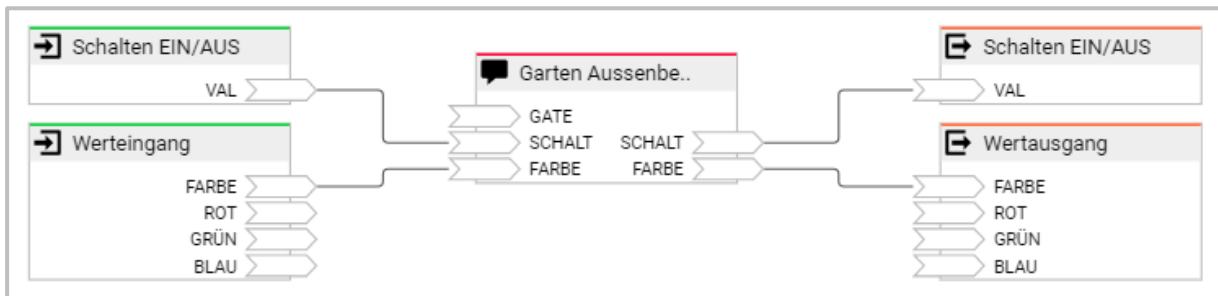 Schalten EIN/AUS
VAL
Werteingang
FARBE
ROT
GRÜN
BLAU
Garten Aussenbe..
GATE
SCHALT SCHALT
FARBE FARBE
Schalten EIN/AUS
VAL
Wertausgang
FARBE
ROT
GRÜN
BLAU